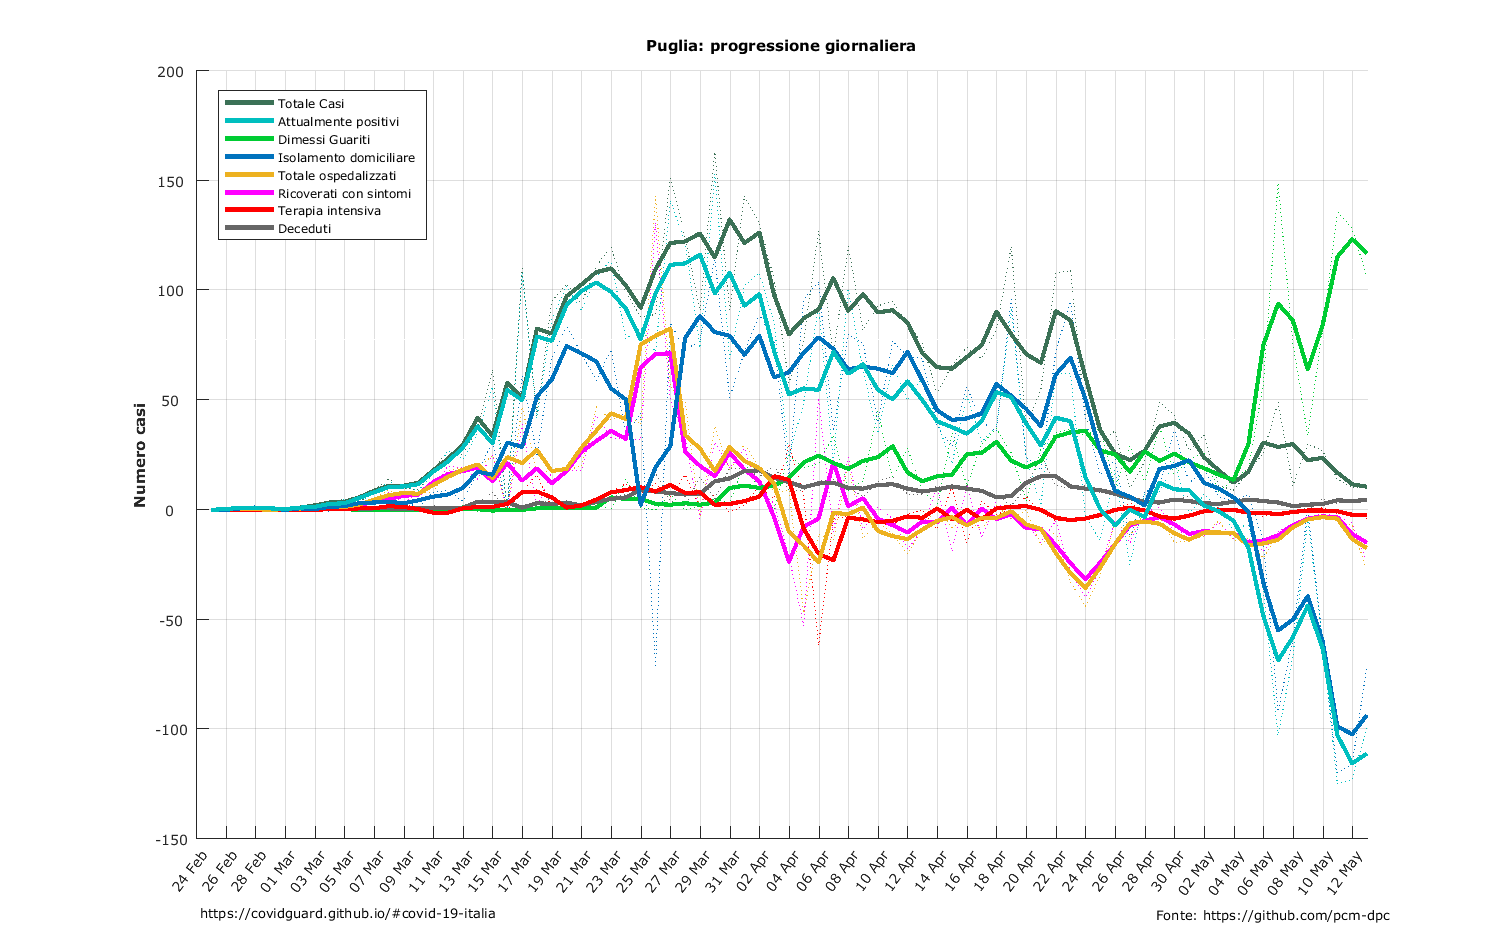 Puglia: progressione giornaliera
200
150
100
50
0
-50
-100
-150
Numero casi
Totale Casi
Attualmente positivi
Dimessi Guariti
Isolamento domiciliare
Totale ospedalizzati
Ricoverati con sintomi
Terapia intensiva
Deceduti
24 Feb
26 Feb
28 Feb
01 Mar
03 Mar
05 Mar
07 Mar
09 Mar
11 Mar
13 Mar
15 Mar
17 Mar
19 Mar
21 Mar
23 Mar
25 Mar
27 Mar
29 Mar
31 Mar
02 Apr
04 Apr
06 Apr
08 Apr
10 Apr
12 Apr
14 Apr
16 Apr
18 Apr
20 Apr
22 Apr
24 Apr
26 Apr
28 Apr
30 Apr
02 May
04 May
06 May
08 May
10 May
12 May
https://covidguard.github.io/#covid-19-italia
Fonte: https://github.com/pcm-dpc